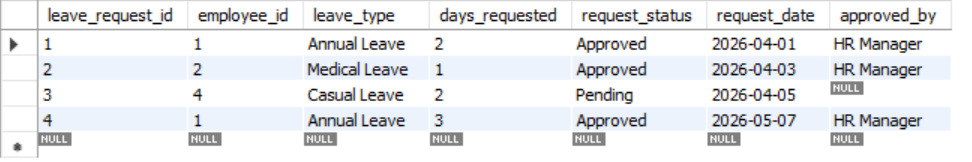 leave_request_id employee_id leave_type days_requested request_status request_date approved_by
1 1 Annual Leave 2 Approved 2026-04-01 HR Manager
2 2 Medical Leave 1 Approved 2026-04-03 HR Manager
3 4 Casual Leave 2 Pending 2026-04-05 NULL
4 1 Annual Leave 3 Approved 2026-05-07 HR Manager
NULL NULL NULL NULL NULL NULL NULL